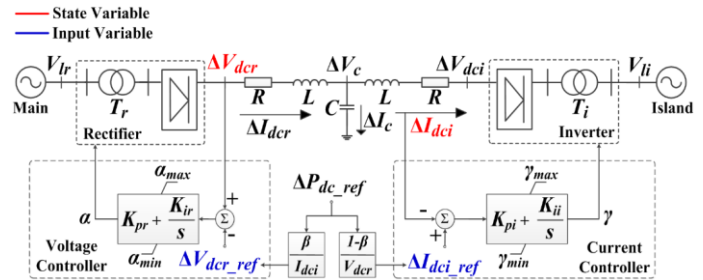 State Variable
Input Variable
V_lr
ΔV_dcr
ΔV_c
ΔV_dci
V_li
Main
T_r
R
L
L
R
T_i
Island
Rectifier
C
ΔI_c
Inverter
ΔI_dcr
ΔI_dci
α_max
γ_max
ΔP_dc_ref
α
K_pr + K_ir/s
+
Σ
-
-
Σ
+
K_pi + K_ii/s
γ
α_min
γ_min
Voltage Controller
ΔV_dcr_ref
β/I_dci
1-β/V_dcr
ΔI_dci_ref
Current Controller